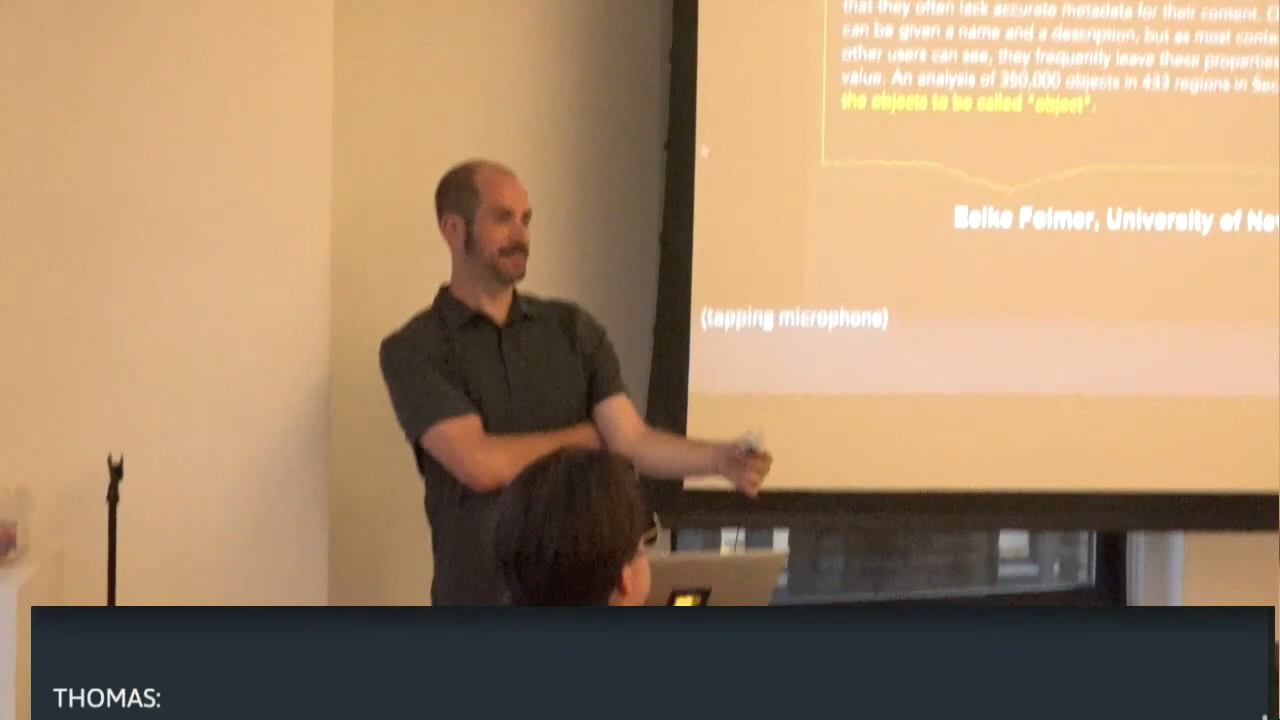 that they often lack accurate metadata for their content.
can be given a name and a description, but as most
other users can see, they frequently leave these
value. An analysis of 350,000 objects in 433 regions in
the objects to be called "object".
Eelke Folmer, University of
(tapping microphone)
THOMAS: